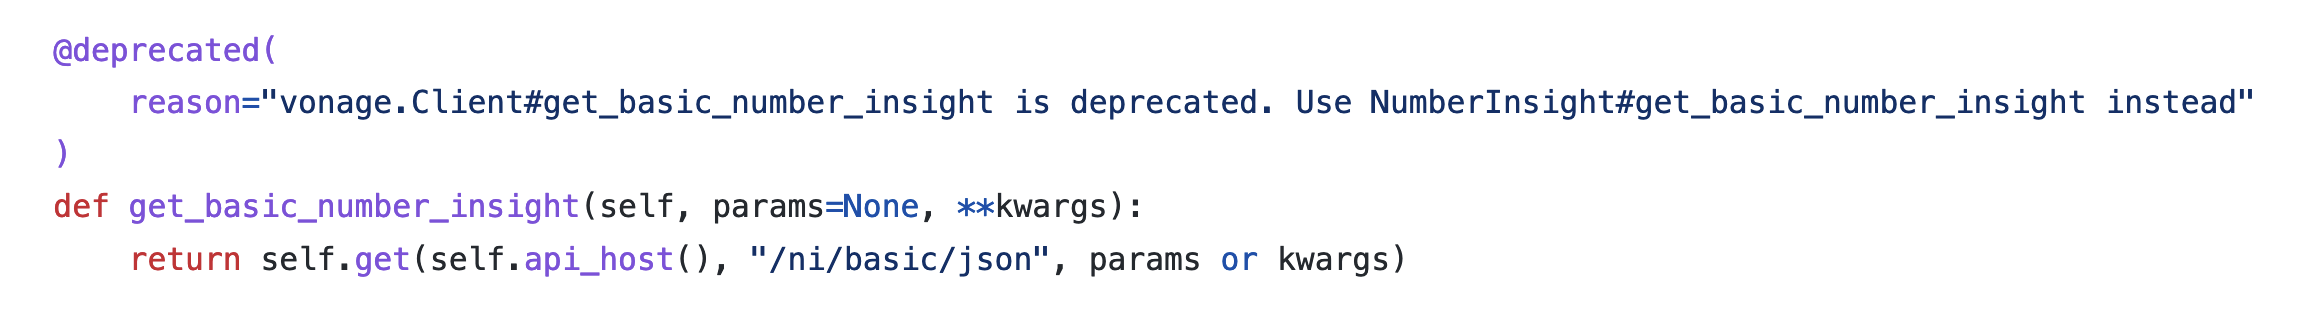 @deprecated(
    reason="vonage.Client#get_basic_number_insight is deprecated. Use NumberInsight#get_basic_number_insight instead"
)
def get_basic_number_insight(self, params=None, **kwargs):
    return self.get(self.api_host(), "/ni/basic/json", params or kwargs)